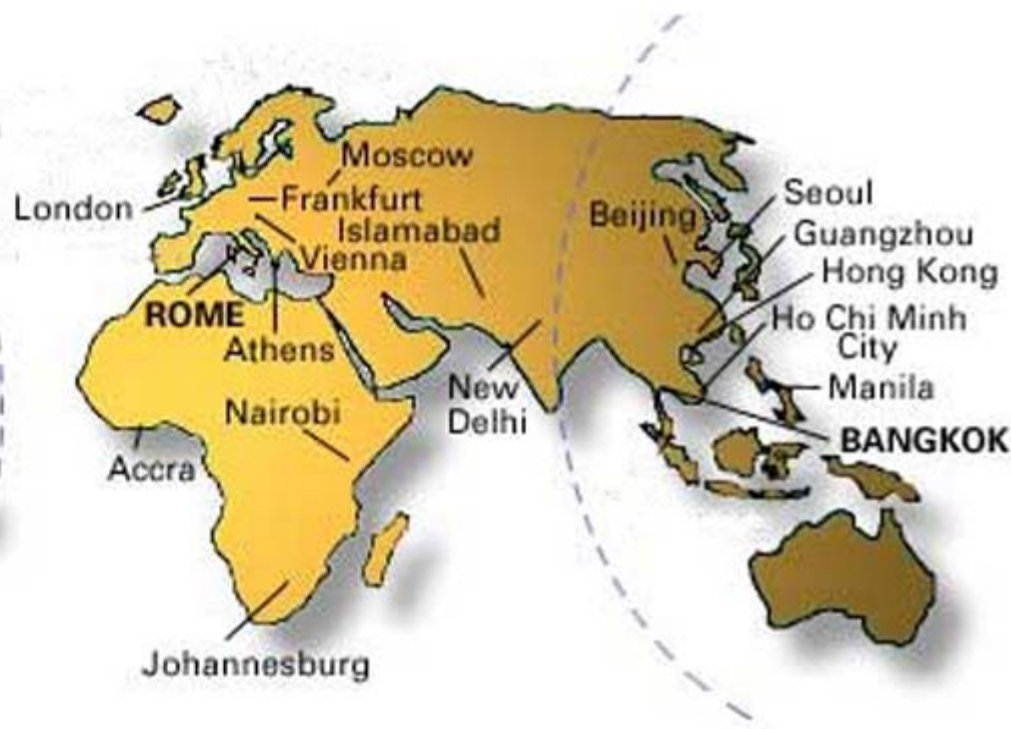 Moscow
Seoul
London
Frankfurt
Beijing
Islamabad
Guangzhou
Vienna
Hong Kong
ROME
Ho Chi Minh
City
Athens
New
Delhi
Manila
Nairobi
BANGKOK
Accra
Johannesburg